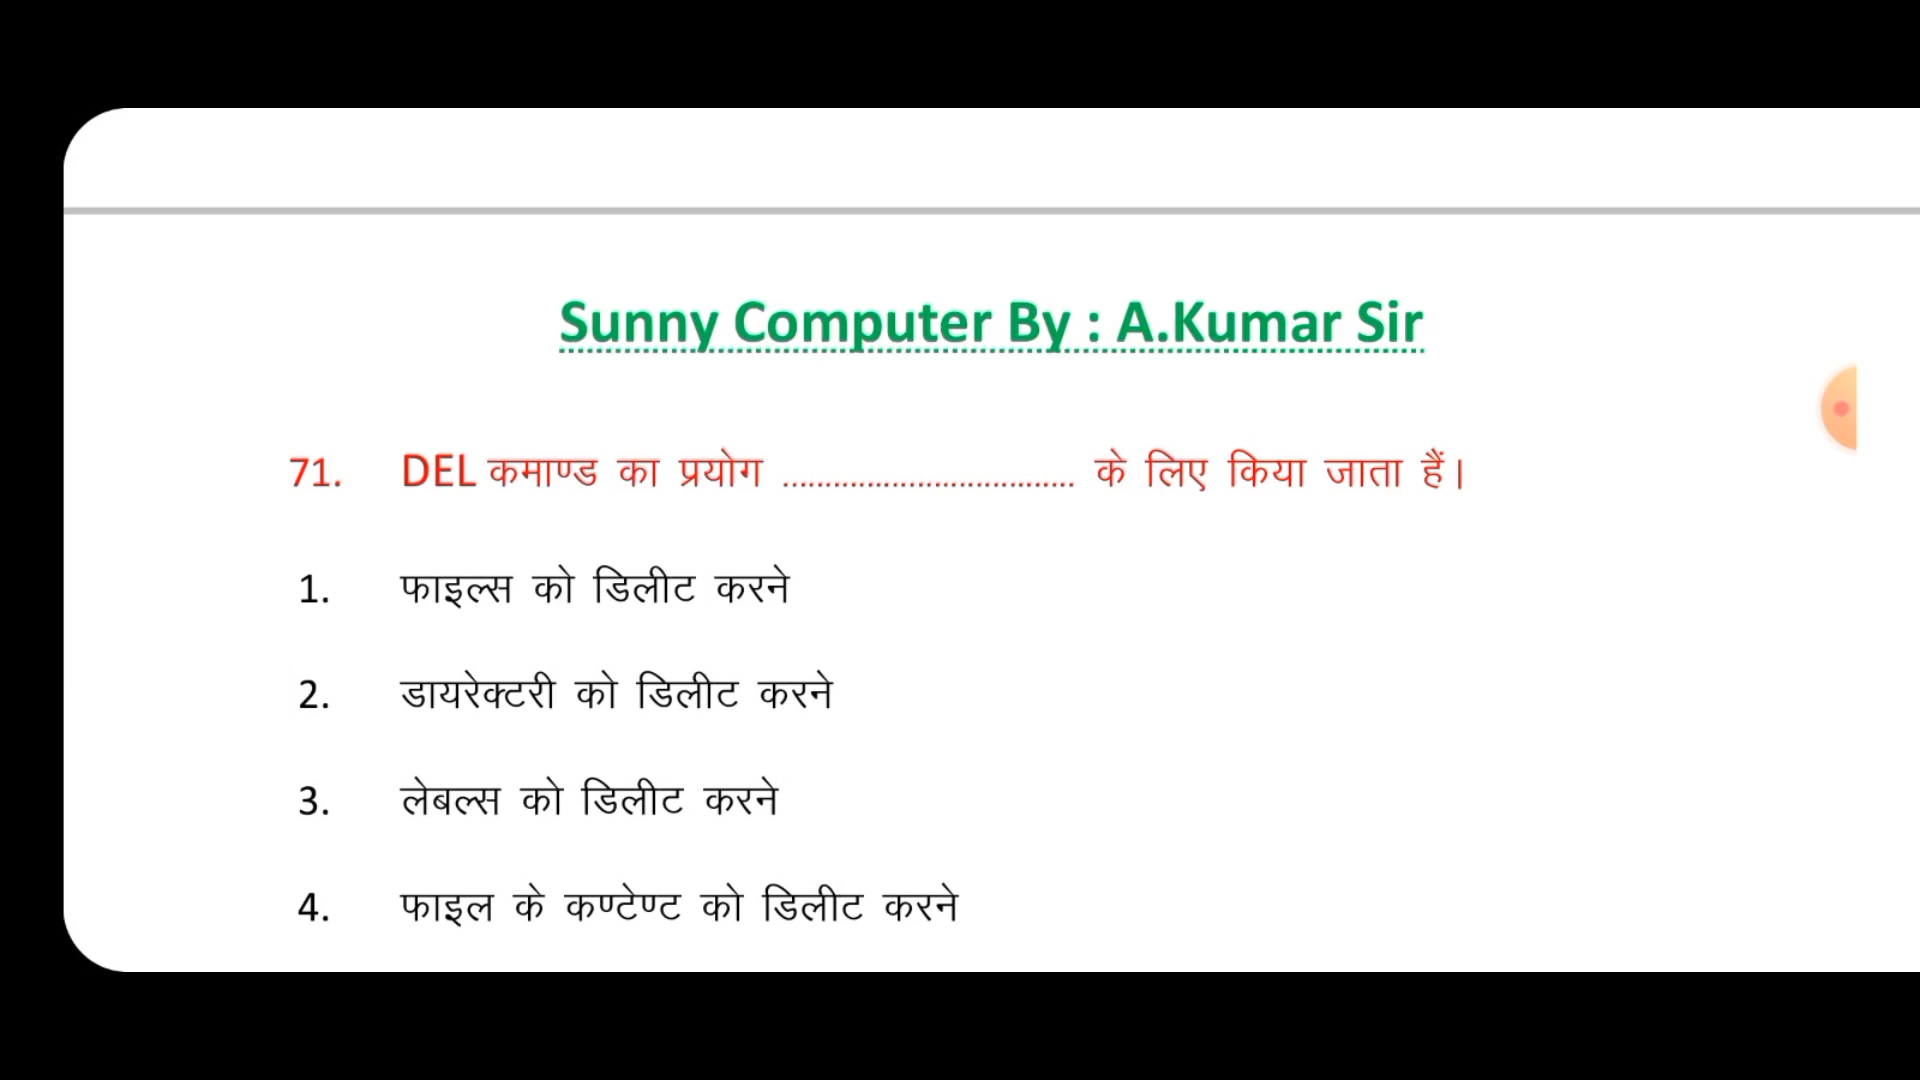 Sunny Computer By : A.Kumar Sir
71. DEL कमाण्ड का प्रयोग .................................. के लिए किया जाता हैं।
1. फाइल्स को डिलीट करने
2. डायरेक्टरी को डिलीट करने
3. लेबल्स को डिलीट करने
4. फाइल के कण्टेण्ट को डिलीट करने